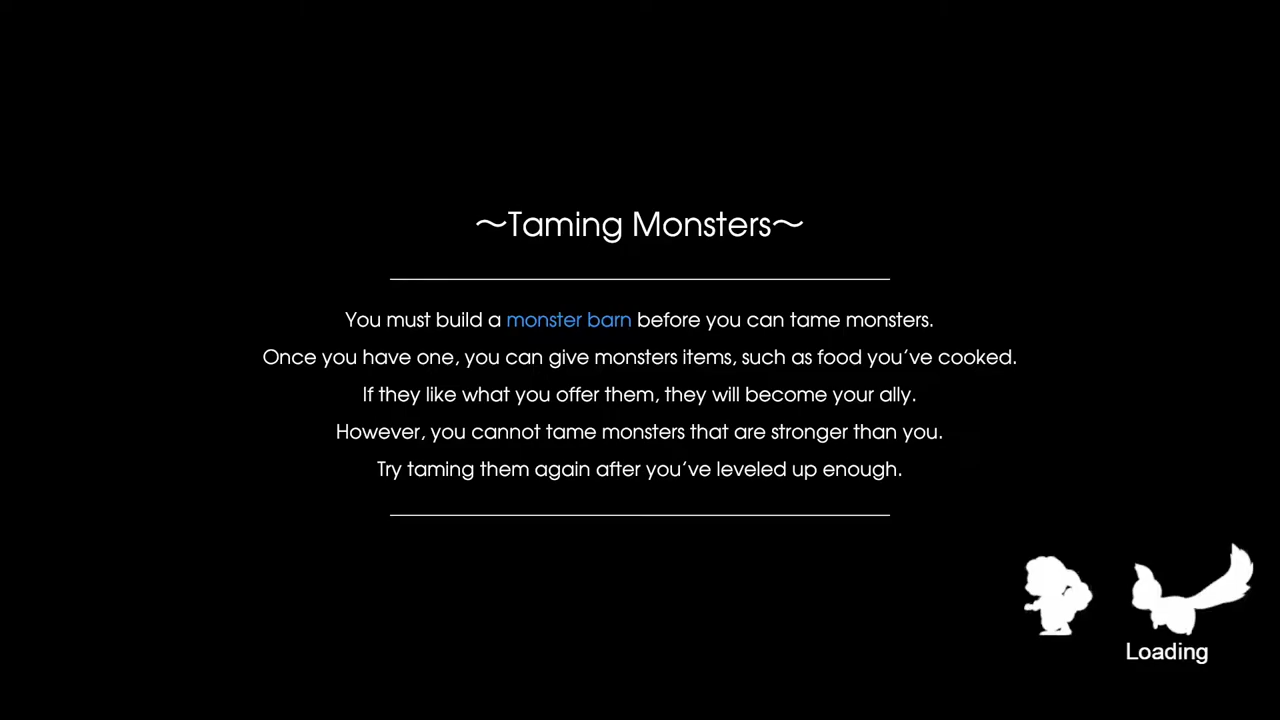 ～Taming Monsters～
You must build a monster barn before you can tame monsters.
Once you have one, you can give monsters items, such as food you've cooked.
If they like what you offer them, they will become your ally.
However, you cannot tame monsters that are stronger than you.
Try taming them again after you've leveled up enough.
Loading